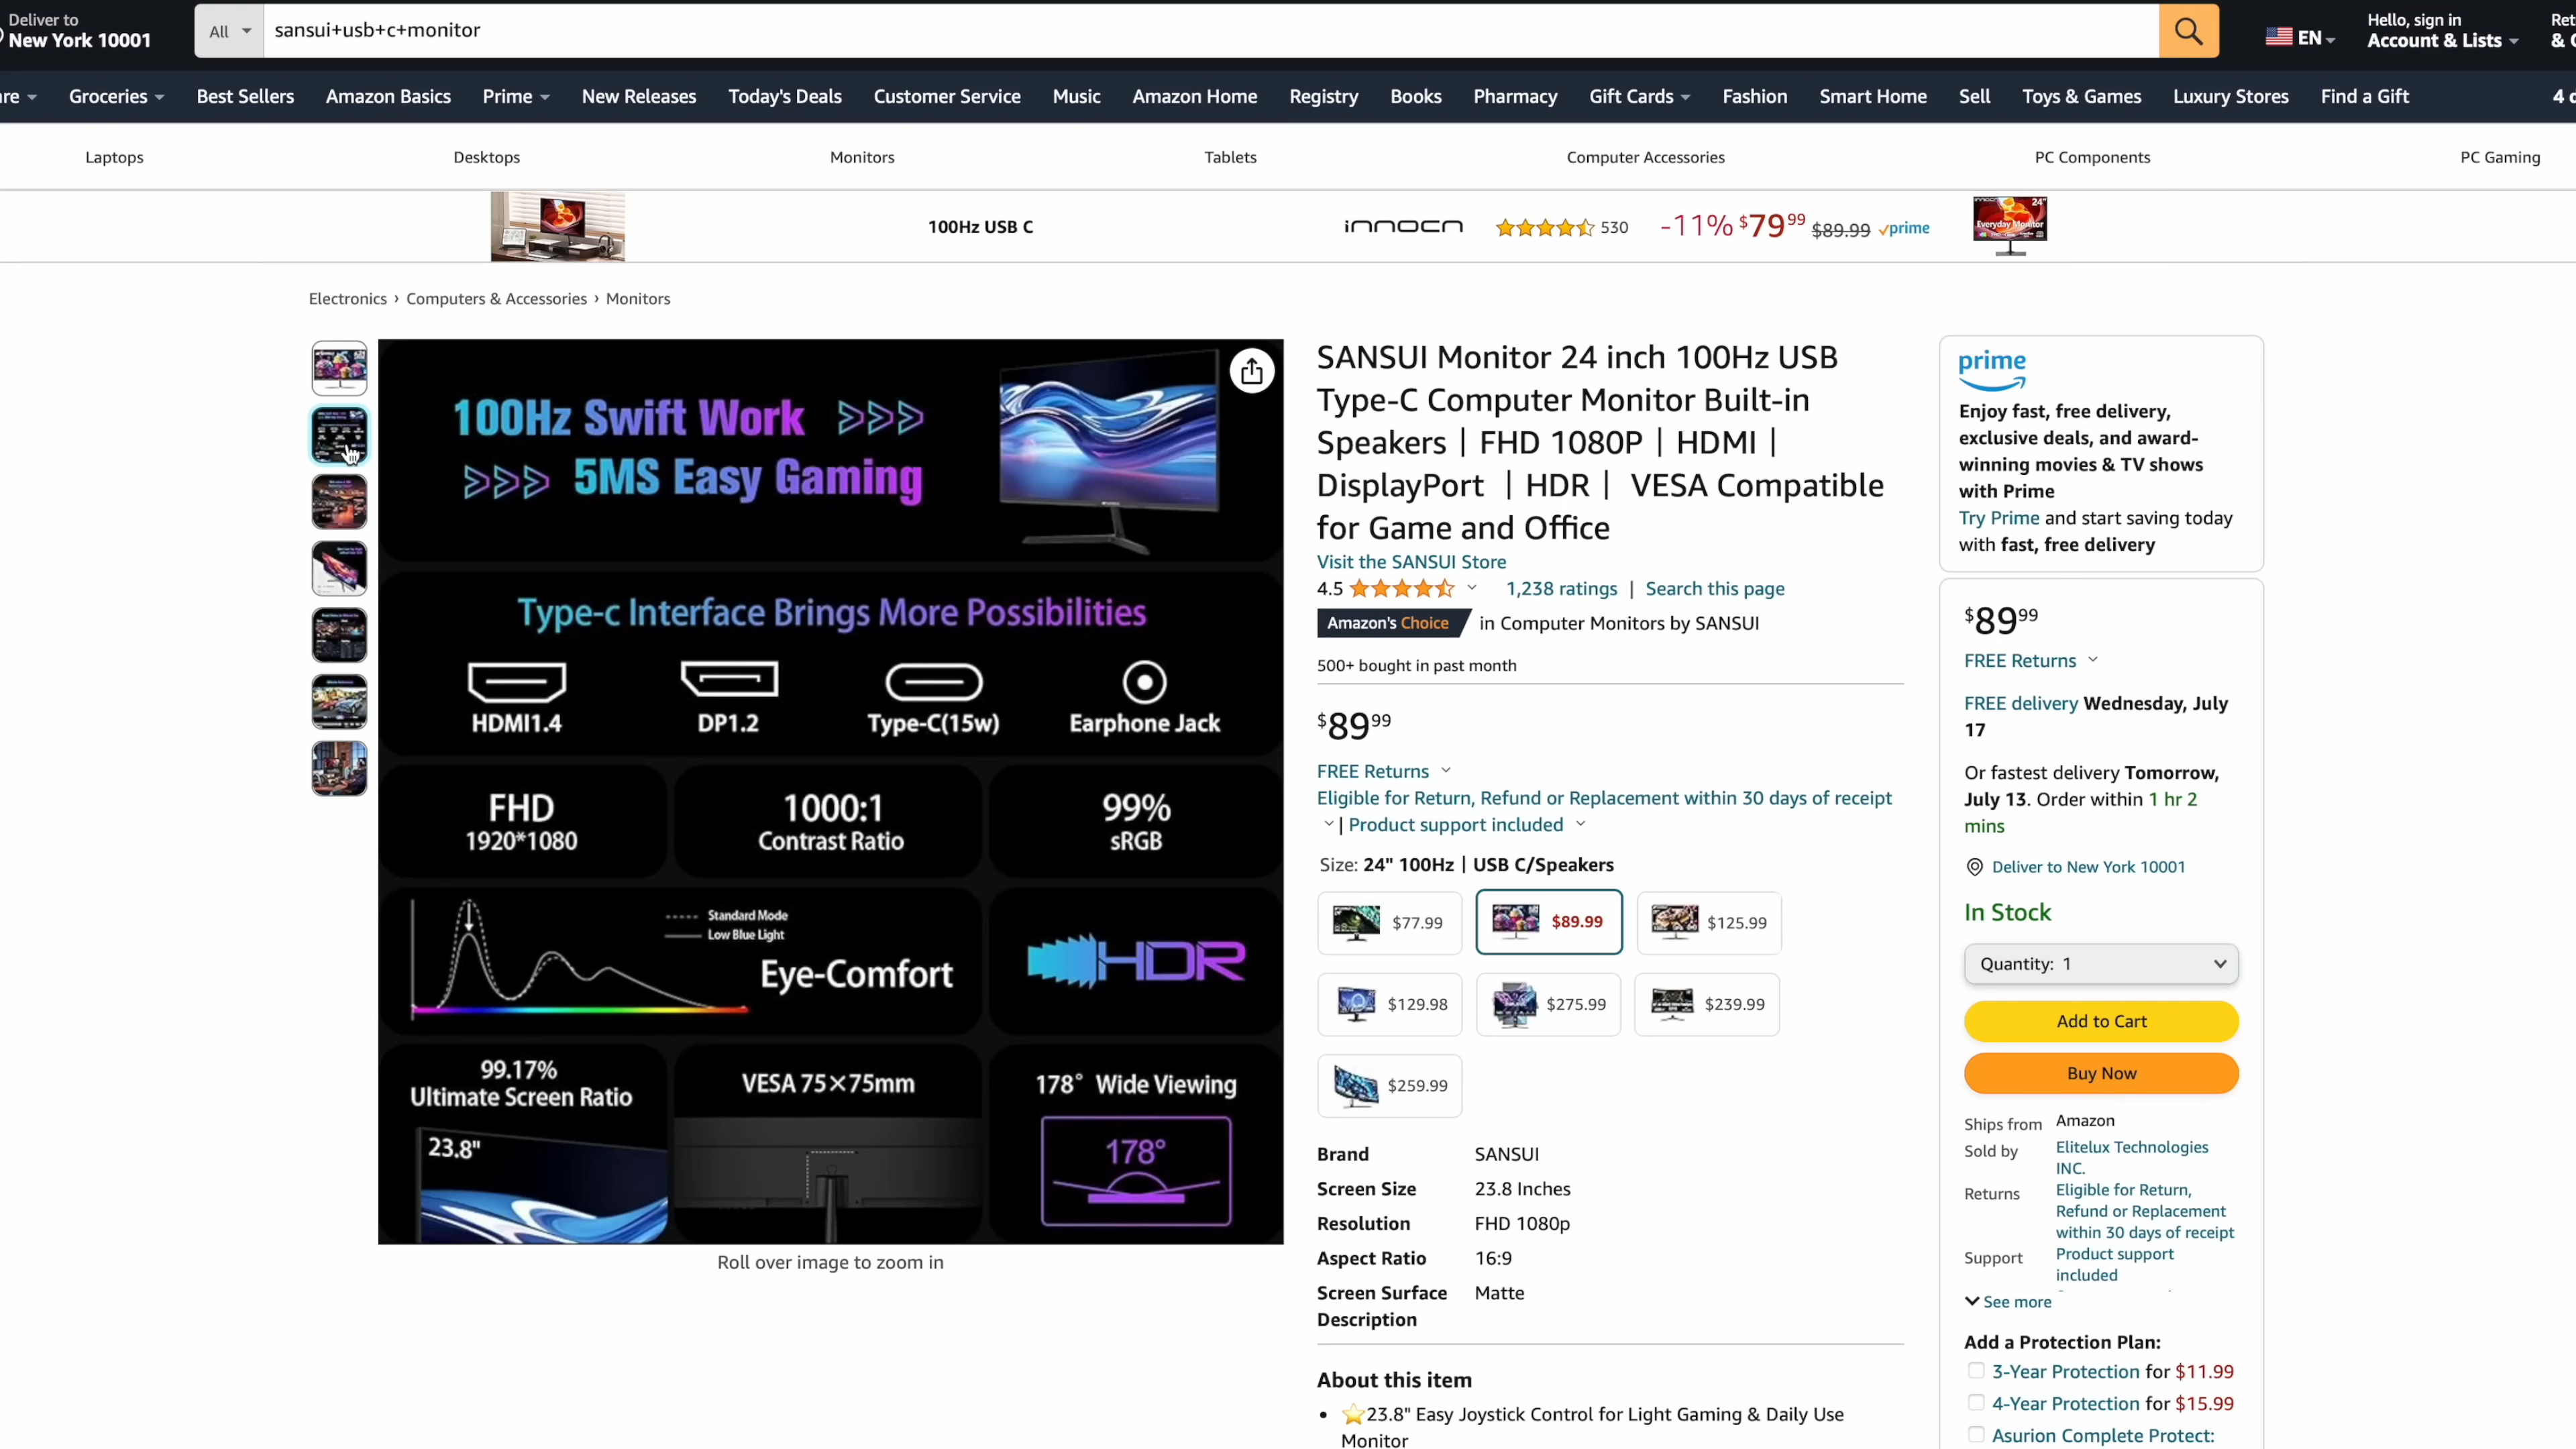 Deliver to
New York 10001
All
sansui+usb+c+monitor
EN
Hello, sign in
Account & Lists
Groceries
Best Sellers
Amazon Basics
Prime
New Releases
Today's Deals
Customer Service
Music
Amazon Home
Registry
Books
Pharmacy
Gift Cards
Fashion
Smart Home
Sell
Toys & Games
Luxury Stores
Find a Gift
Laptops
Desktops
Monitors
Tablets
Computer Accessories
PC Components
PC Gaming
100Hz USB C
INNOCN
530
-11% $79 99 $89.99 prime
24"
Everyday Monitor
Electronics › Computers & Accessories › Monitors
100Hz Swift Work >>>
>>> 5MS Easy Gaming
Type-c Interface Brings More Possibilities
HDMI1.4
DP1.2
Type-C(15w)
Earphone Jack
FHD
1920*1080
1000:1
Contrast Ratio
99%
sRGB
Standard Mode
Low Blue Light
Eye-Comfort
HDR
99.17%
Ultimate Screen Ratio
23.8"
VESA 75×75mm
178° Wide Viewing
178°
Roll over image to zoom in
SANSUI Monitor 24 inch 100Hz USB
Type-C Computer Monitor Built-in
Speakers | FHD 1080P | HDMI |
DisplayPort | HDR | VESA Compatible
for Game and Office
Visit the SANSUI Store
4.5
1,238 ratings | Search this page
Amazon's Choice in Computer Monitors by SANSUI
500+ bought in past month
$89 99
FREE Returns
Eligible for Return, Refund or Replacement within 30 days of receipt
| Product support included
Size: 24" 100Hz | USB C/Speakers
$77.99
$89.99
$125.99
$129.98
$275.99
$239.99
$259.99
Brand SANSUI
Screen Size 23.8 Inches
Resolution FHD 1080p
Aspect Ratio 16:9
Screen Surface Matte
Description
About this item
• ⭐23.8" Easy Joystick Control for Light Gaming & Daily Use
Monitor
prime
Enjoy fast, free delivery,
exclusive deals, and award-
winning movies & TV shows
with Prime
Try Prime and start saving today
with fast, free delivery
$89 99
FREE Returns
FREE delivery Wednesday, July
17
Or fastest delivery Tomorrow,
July 13. Order within 1 hr 2
mins
Deliver to New York 10001
In Stock
Quantity: 1
Add to Cart
Buy Now
Ships from Amazon
Sold by Elitelux Technologies
INC.
Returns Eligible for Return,
Refund or Replacement
within 30 days of receipt
Support Product support
included
See more
Add a Protection Plan:
3-Year Protection for $11.99
4-Year Protection for $15.99
Asurion Complete Protect: